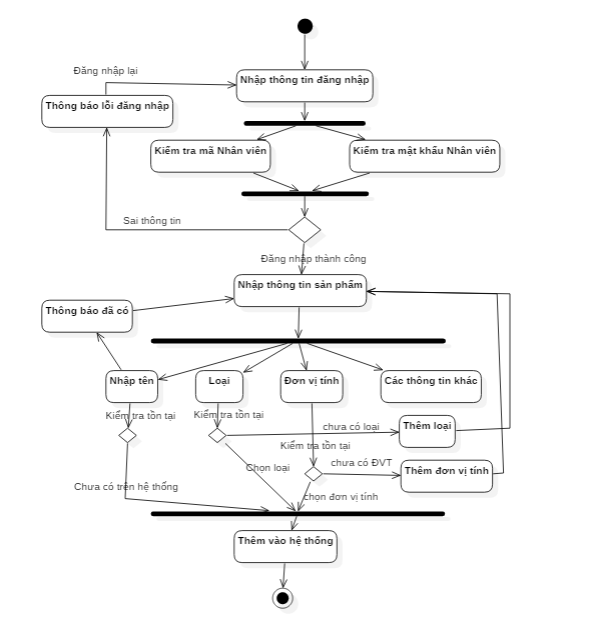 Đăng nhập lại
Nhập thông tin đăng nhập
Thông báo lỗi đăng nhập
Kiểm tra mã Nhân viên
Kiểm tra mật khẩu Nhân viên
Sai thông tin
Đăng nhập thành công
Nhập thông tin sản phẩm
Thông báo đã có
Nhập tên
Loại
Đơn vị tính
Các thông tin khác
Kiểm tra tồn tại
Kiểm tra tồn tại
chưa có loại
Thêm loại
Kiểm tra tồn tại
chưa có ĐVT
Chọn loại
Thêm đơn vị tính
Chưa có trên hệ thống
chọn đơn vị tính
Thêm vào hệ thống